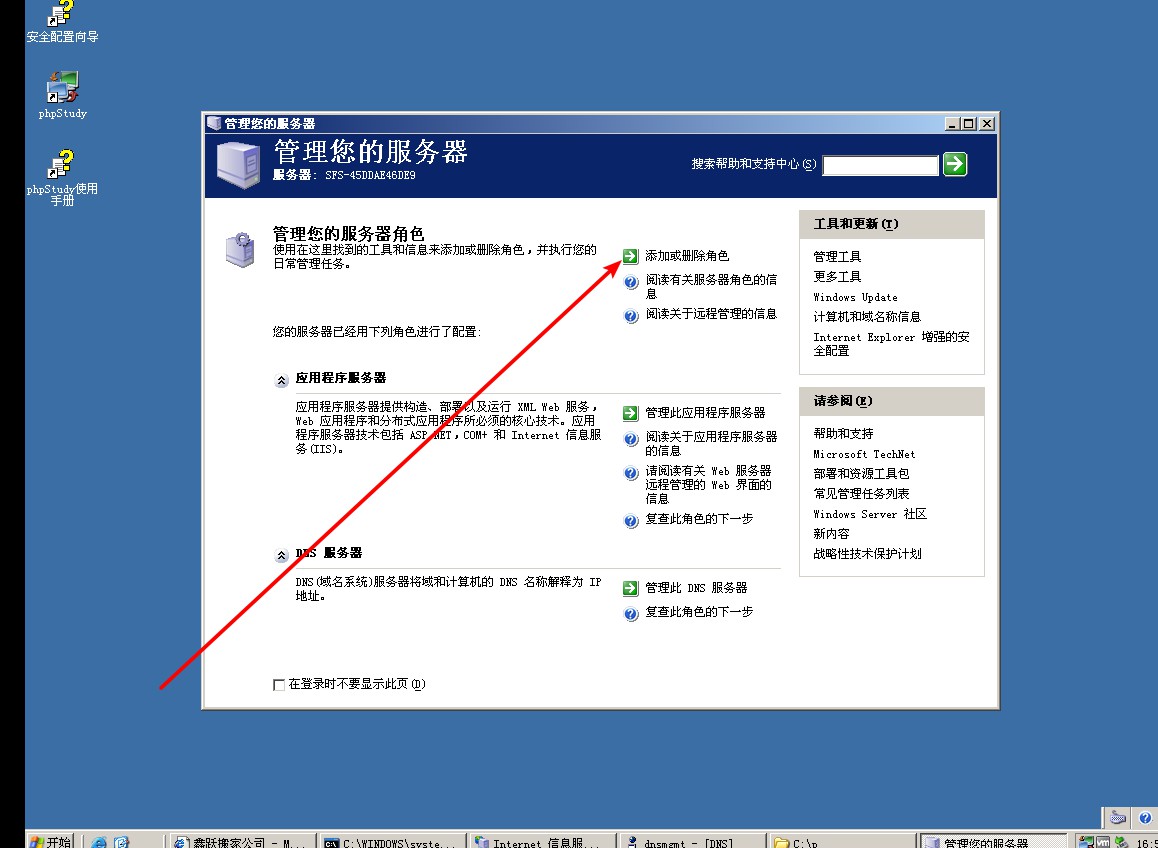 安全配置向导
phpStudy
phpStudy使用
手册
管理您的服务器
管理您的服务器
服务器: SFS-45DDAE46DE9
搜索帮助和支持中心(S)
管理您的服务器角色
使用在这里找到的工具和信息来添加或删除角色，并执行您的
日常管理任务。
添加或删除角色
阅读有关服务器角色的信
息
阅读关于远程管理的信息
您的服务器已经用下列角色进行了配置:
应用程序服务器
应用程序服务器提供构造、部署以及运行 XML Web 服务，
Web 应用程序和分布式应用程序所必须的核心技术。应用
程序服务器技术包括 ASP.NET，COM+ 和 Internet 信息服
务(IIS)。
管理此应用程序服务器
阅读关于应用程序服务器
的信息
请阅读有关 Web 服务器
远程管理的 Web 界面的
信息
复查此角色的下一步
DNS 服务器
DNS(域名系统)服务器将域和计算机的 DNS 名称解释为 IP
地址。
管理此 DNS 服务器
复查此角色的下一步
在登录时不要显示此页(D)
工具和更新(T)
管理工具
更多工具
Windows Update
计算机和域名称信息
Internet Explorer 增强的安
全配置
请参阅(E)
帮助和支持
Microsoft TechNet
部署和资源工具包
常见管理任务列表
Windows Server 社区
新内容
战略性技术保护计划
开始
鑫跃搬家公司 - M...
C:\WINDOWS\syste...
Internet 信息服...
dnsmgmt - [DNS]
C:\p
管理您的服务器